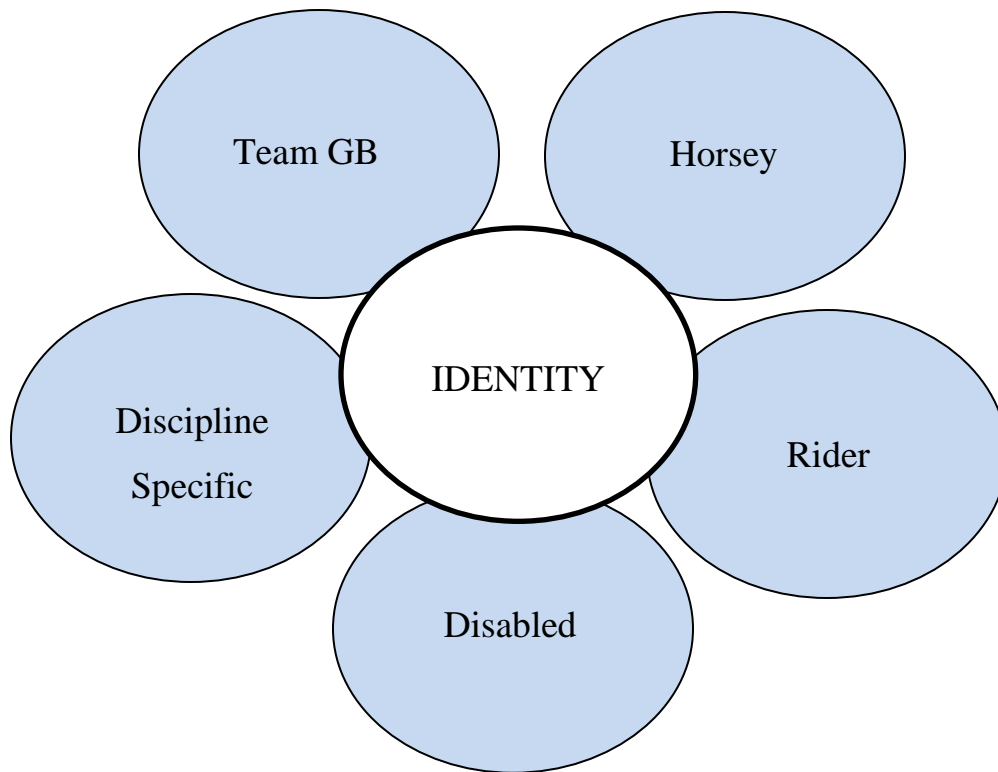 Team GB
Horsey
IDENTITY
Discipline
Specific
Rider
Disabled